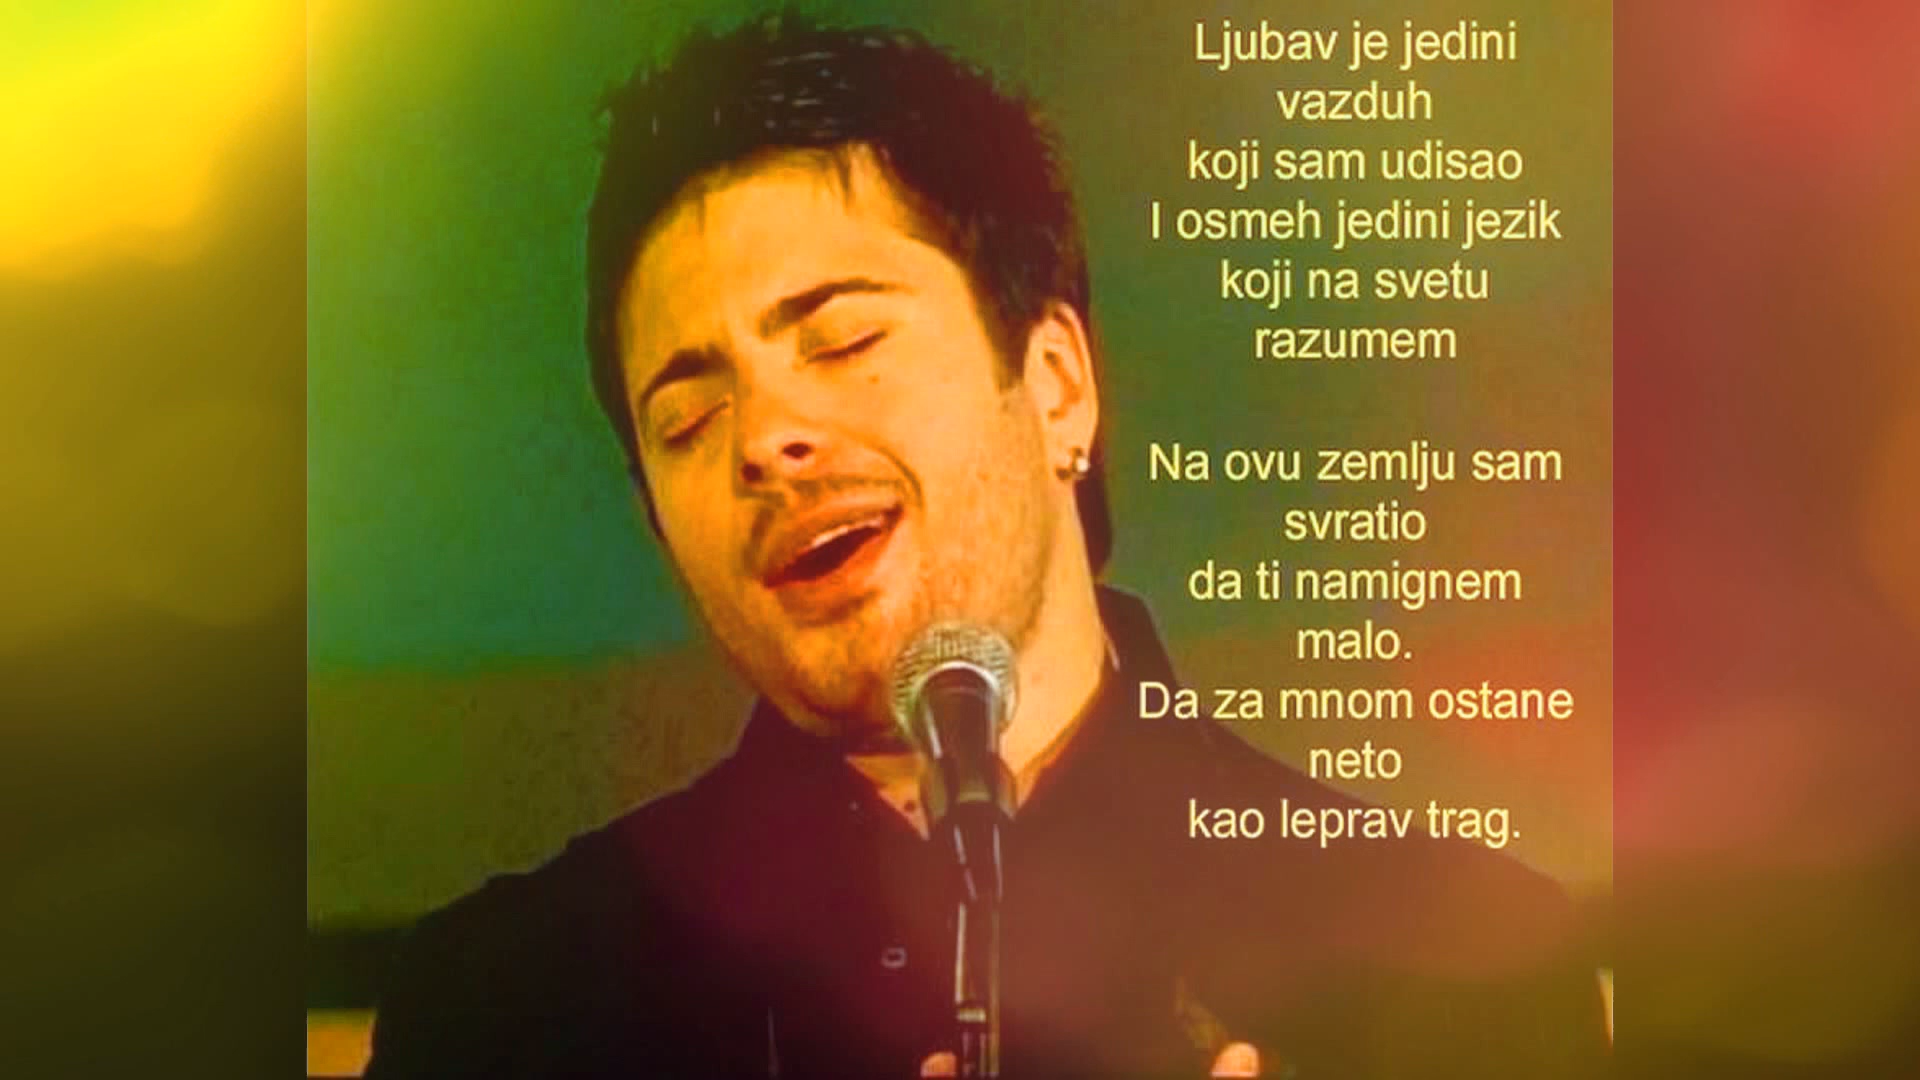 Ljubav je jedini
vazduh
koji sam udisao
I osmeh jedini jezik
koji na svetu
razumem
Na ovu zemlju sam
svratio
da ti namignem
malo.
Da za mnom ostane
neto
kao leprav trag.